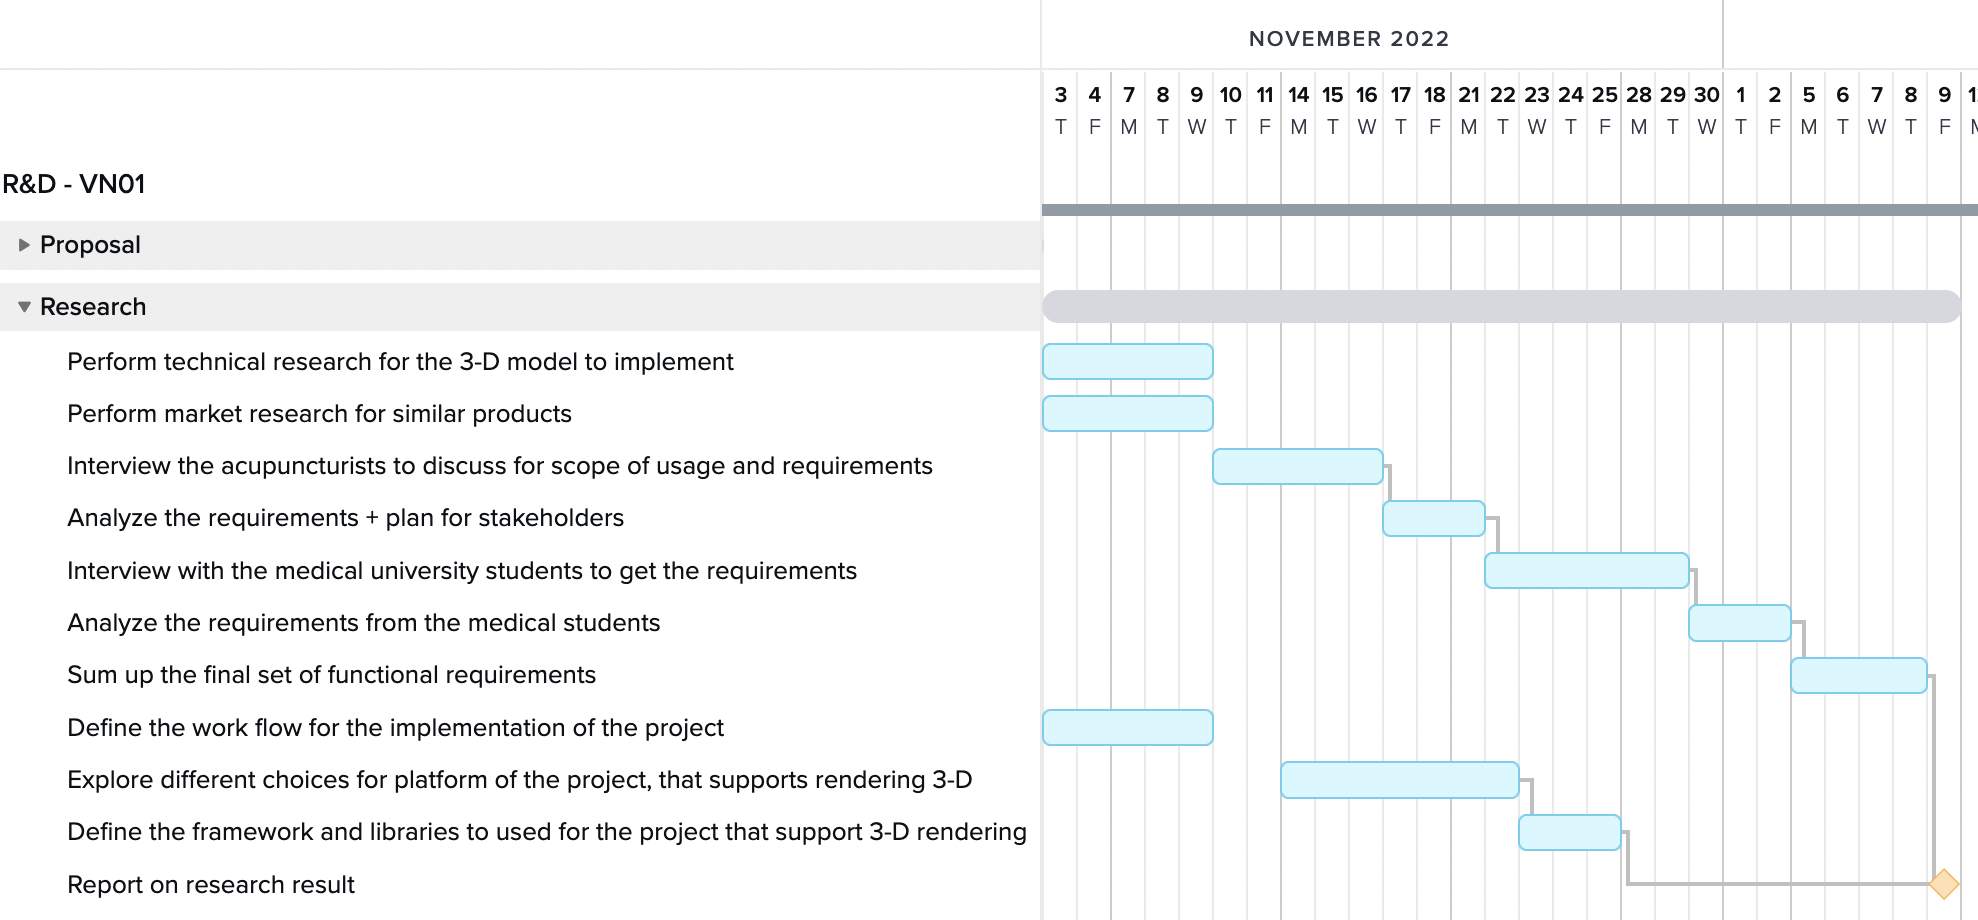 NOVEMBER 2022
3 4 7 8 9 10 11 14 15 16 17 18 21 22 23 24 25 28 29 30 1 2 5 6 7 8 9
T F M T W T F M T W T F M T W T F M T W T F M T W T F
R&D - VN01
Proposal
Research
Perform technical research for the 3-D model to implement
Perform market research for similar products
Interview the acupuncturists to discuss for scope of usage and requirements
Analyze the requirements + plan for stakeholders
Interview with the medical university students to get the requirements
Analyze the requirements from the medical students
Sum up the final set of functional requirements
Define the work flow for the implementation of the project
Explore different choices for platform of the project, that supports rendering 3-D
Define the framework and libraries to used for the project that support 3-D rendering
Report on research result